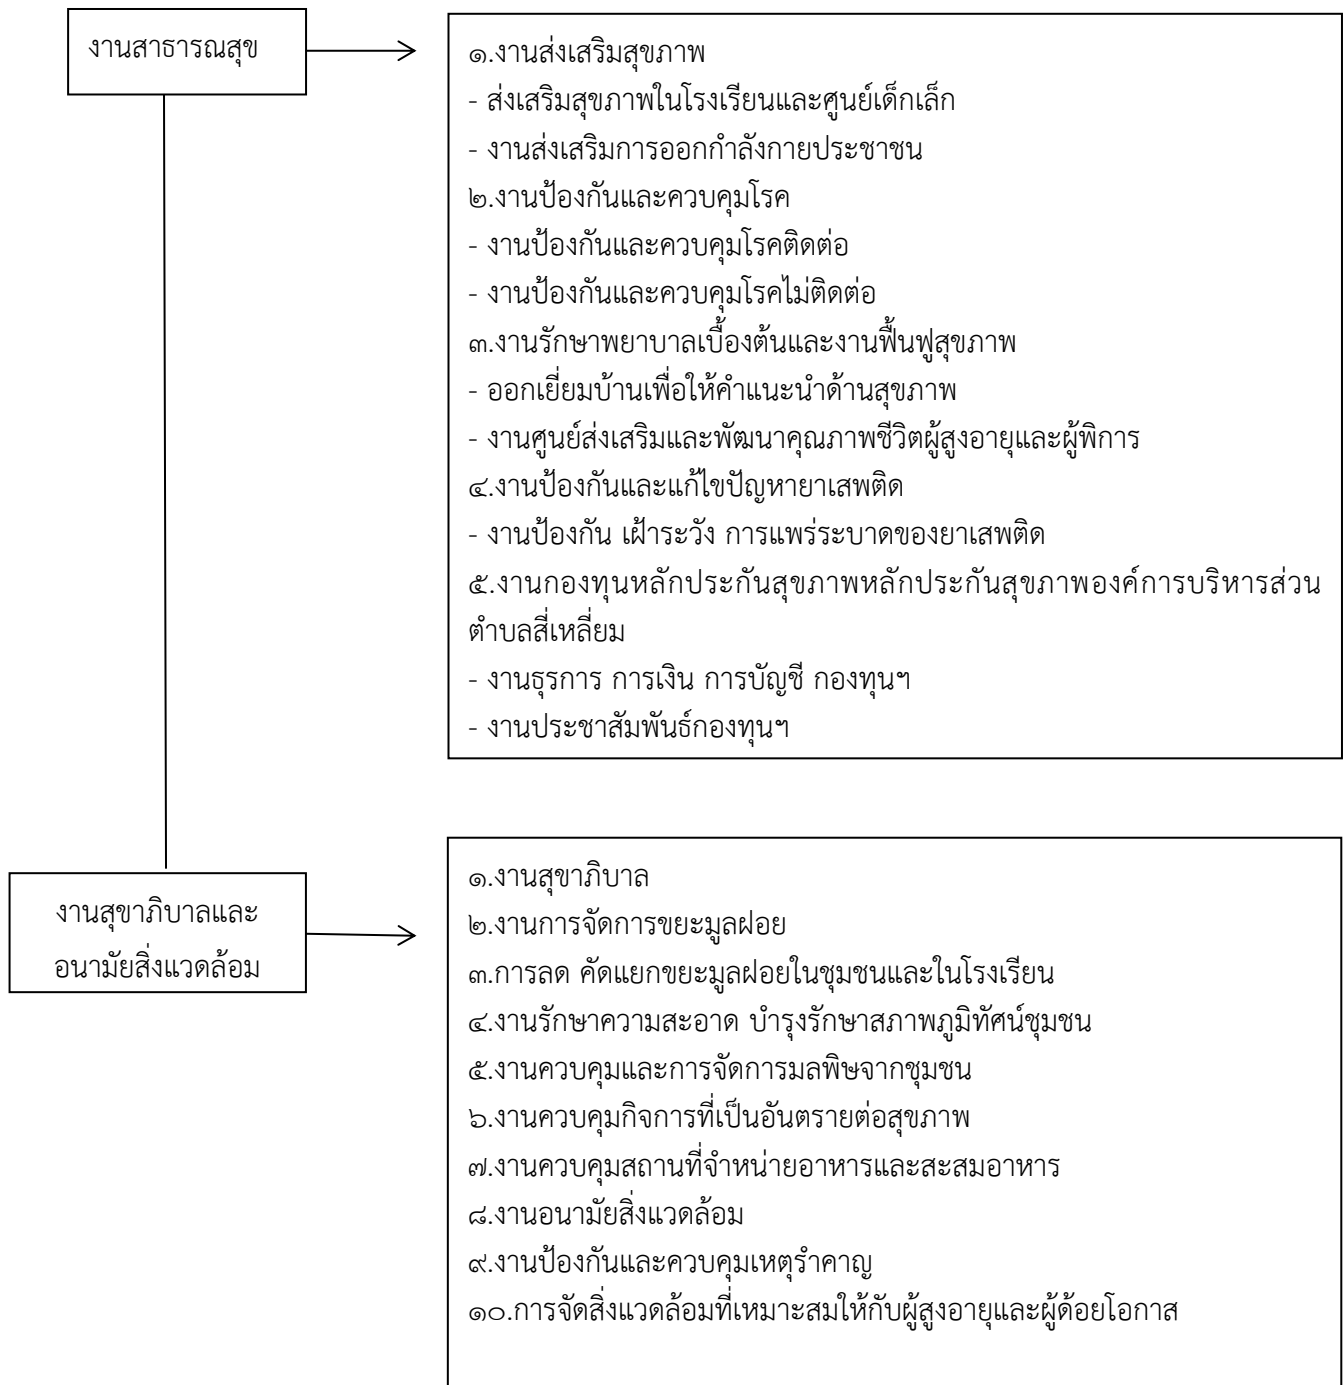 งานสาธารณสุข
๑.งานส่งเสริมสุขภาพ
- ส่งเสริมสุขภาพในโรงเรียนและศูนย์เด็กเล็ก
- งานส่งเสริมการออกกำลังกายประชาชน
๒.งานป้องกันและควบคุมโรค
- งานป้องกันและควบคุมโรคติดต่อ
- งานป้องกันและควบคุมโรคไม่ติดต่อ
๓.งานรักษาพยาบาลเบื้องต้นและงานฟื้นฟูสุขภาพ
- ออกเยี่ยมบ้านเพื่อให้คำแนะนำด้านสุขภาพ
- งานศูนย์ส่งเสริมและพัฒนาคุณภาพชีวิตผู้สูงอายุและผู้พิการ
๔.งานป้องกันและแก้ไขปัญหายาเสพติด
- งานป้องกัน เฝ้าระวัง การแพร่ระบาดของยาเสพติด
๕.งานกองทุนหลักประกันสุขภาพหลักประกันสุขภาพองค์การบริหารส่วน
ตำบลสี่เหลี่ยม
- งานธุรการ การเงิน การบัญชี กองทุนฯ
- งานประชาสัมพันธ์กองทุนฯ
งานสุขาภิบาลและ
อนามัยสิ่งแวดล้อม
๑.งานสุขาภิบาล
๒.งานการจัดการขยะมูลฝอย
๓.การลด คัดแยกขยะมูลฝอยในชุมชนและในโรงเรียน
๔.งานรักษาความสะอาด บำรุงรักษาสภาพภูมิทัศน์ชุมชน
๕.งานควบคุมและการจัดการมลพิษจากชุมชน
๖.งานควบคุมกิจการที่เป็นอันตรายต่อสุขภาพ
๗.งานควบคุมสถานที่จำหน่ายอาหารและสะสมอาหาร
๘.งานอนามัยสิ่งแวดล้อม
๙.งานป้องกันและควบคุมเหตุรำคาญ
๑๐.การจัดสิ่งแวดล้อมที่เหมาะสมให้กับผู้สูงอายุและผู้ด้อยโอกาส